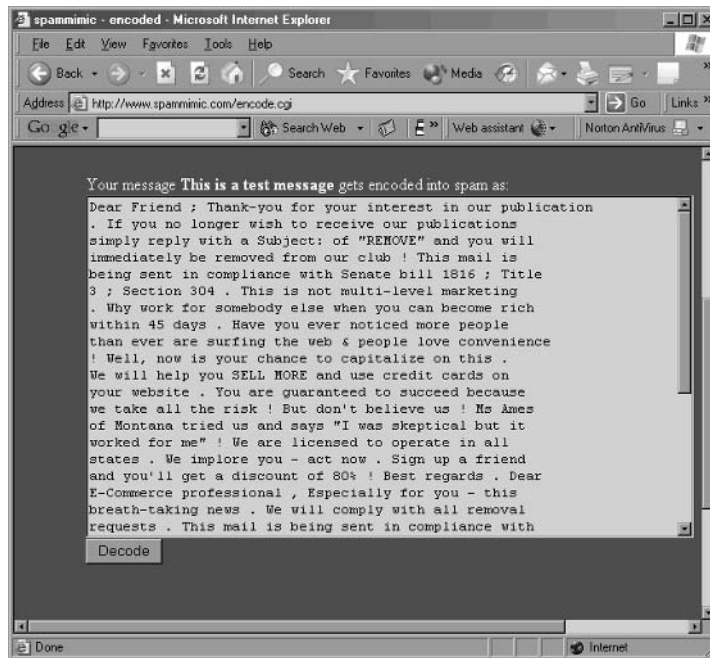 spammimic - encoded - Microsoft Internet Explorer
File Edit View Favorites Tools Help
Back Search Favorites Media
Address http://www.spammimic.com/encode.cgi Go Links »
Google Search Web E » Web assistant Norton AntiVirus
Your message This is a test message gets encoded into spam as:
Dear Friend ; Thank-you for your interest in our publication
. If you no longer wish to receive our publications
simply reply with a Subject: of "REMOVE" and you will
immediately be removed from our club ! This mail is
being sent in compliance with Senate bill 1816 ; Title
3 ; Section 304 . This is not multi-level marketing
. Why work for somebody else when you can become rich
within 45 days . Have you ever noticed more people
than ever are surfing the web & people love convenience
! Well, now is your chance to capitalize on this .
We will help you SELL MORE and use credit cards on
your website . You are guaranteed to succeed because
we take all the risk ! But don't believe us ! Ms Ames
of Montana tried us and says "I was skeptical but it
worked for me" ! We are licensed to operate in all
states . We implore you - act now . Sign up a friend
and you'll get a discount of 80% ! Best regards . Dear
E-Commerce professional , Especially for you - this
breath-taking news . We will comply with all removal
requests . This mail is being sent in compliance with
Decode
Done Internet